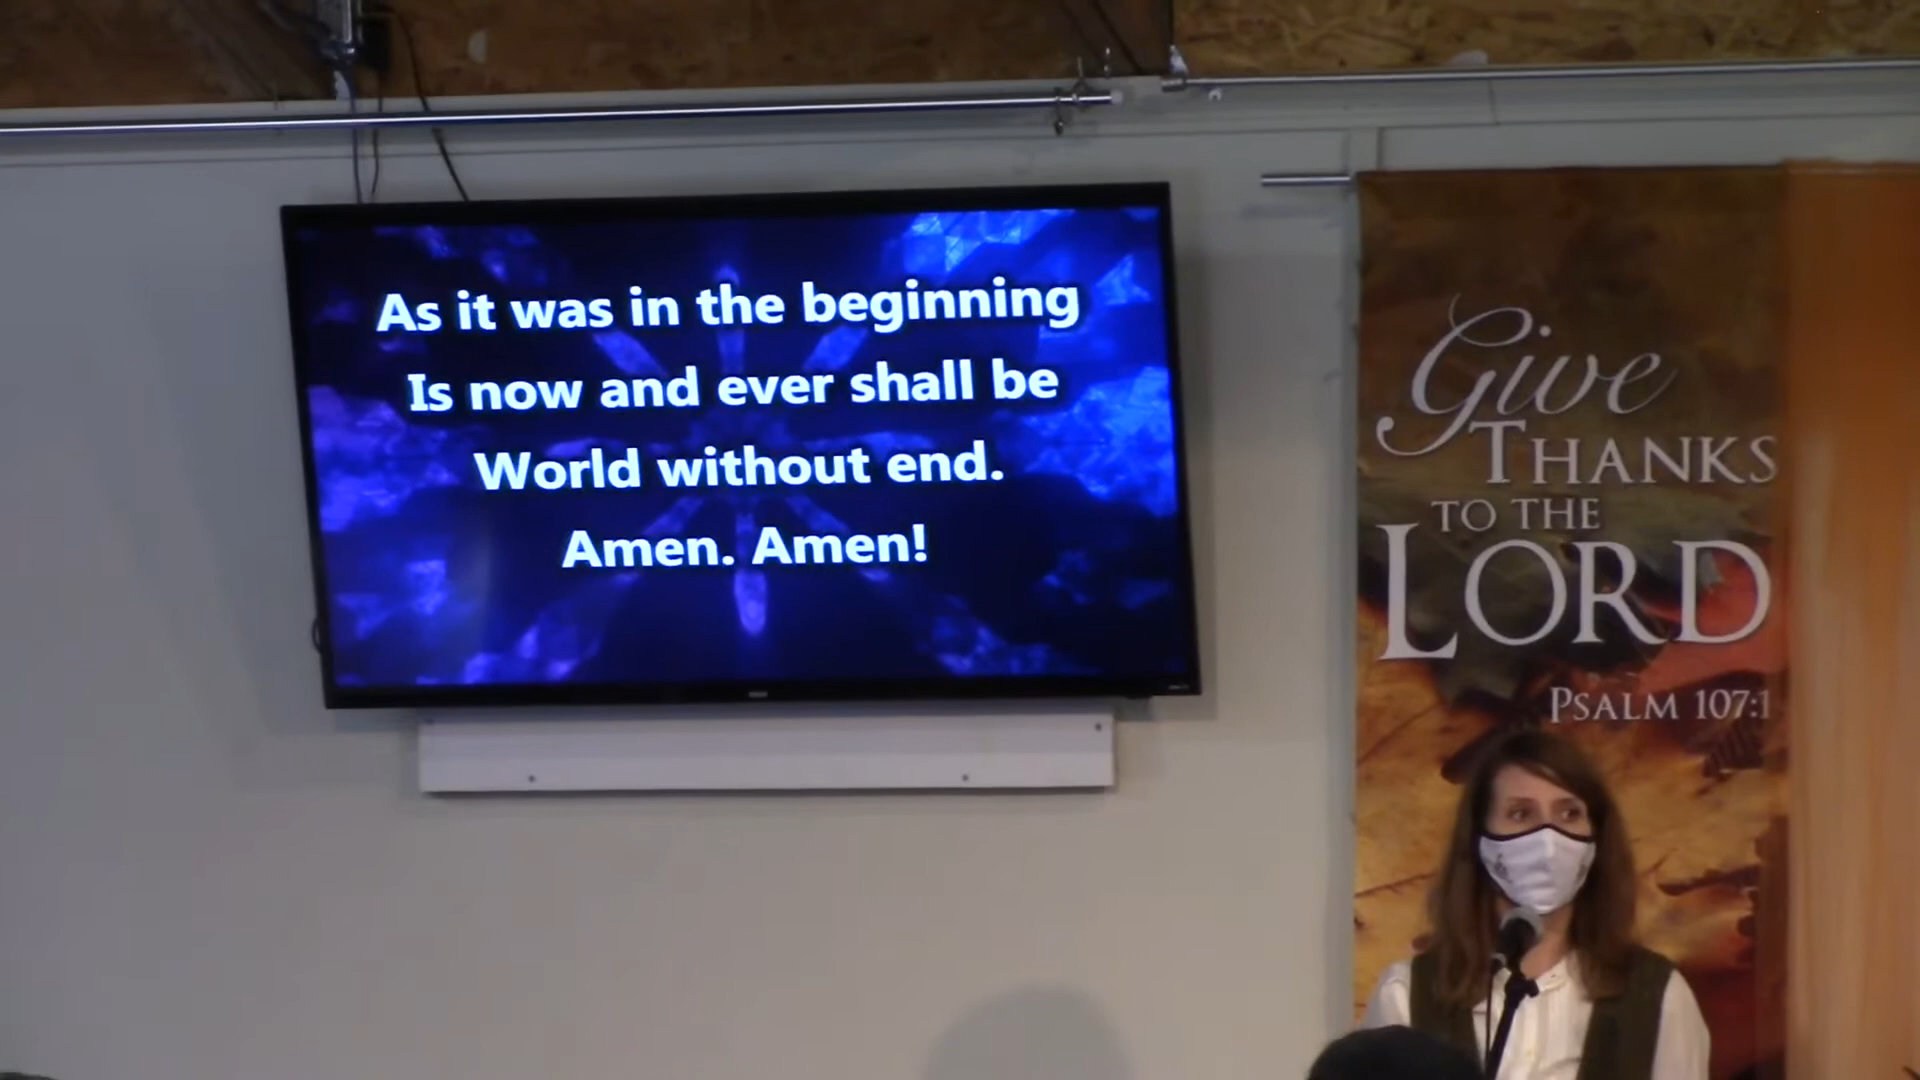 As it was in the beginning
Is now and ever shall be
World without end.
Amen. Amen!
Give
THANKS
TO THE
LORD
PSALM 107:1